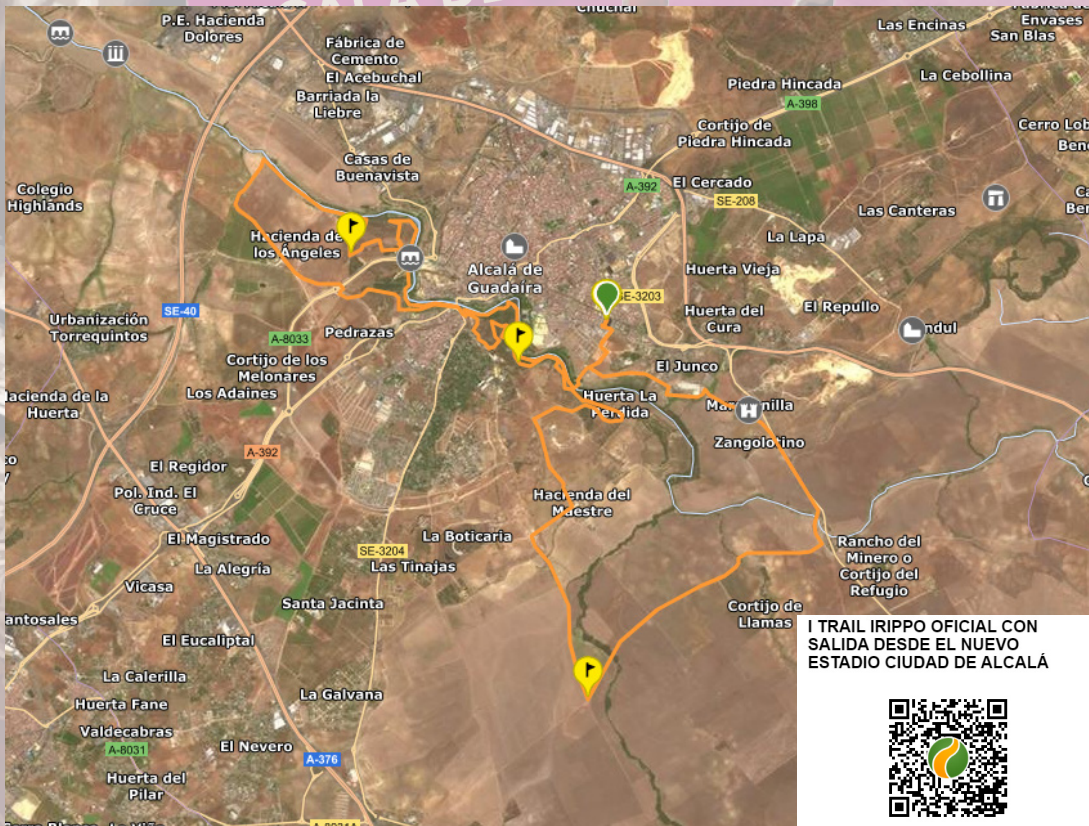 P.E. Hacienda
Dolores
Chuchal
Envases
San Blas
Las Encinas
Fábrica de
Cemento
El Acebuchal
Barriada la
Liebre
Piedra Hincada
La Cebollina
A-398
Cortijo de
Piedra Hincada
Cerro
Casas de
Buenavista
Colegio
Highlands
A-392
El Cercado
SE-208
Las Canteras
Hacienda de
los Ángeles
La Lapa
Alcalá de
Guadaíra
Huerta Vieja
SE-3203
SE-40
Urbanización
Torrequintos
Huerta del
Cura
El Repullo
A-8033
Pedrazas
Cortijo de los
Melonares
Los Adaines
El Junco
Hacienda de la
Huerta
Huerta La
Perdida
Zangolotino
A-392
El Regidor
Pol. Ind. El
Cruce
Hacienda del
Maestre
El Magistrado
La Boticaria
SE-3204
Las Tinajas
La Alegría
Vicasa
Rancho del
Minero o
Cortijo del
Refugio
Santa Jacinta
Cortijo de
Llamas
El Eucaliptal
La Calerilla
La Galvana
Huerta Fane
Valdecabras
A-8031
El Nevero
A-376
Huerta del
Pilar
I TRAIL IRIPPO OFICIAL CON
SALIDA DESDE EL NUEVO
ESTADIO CIUDAD DE ALCALÁ